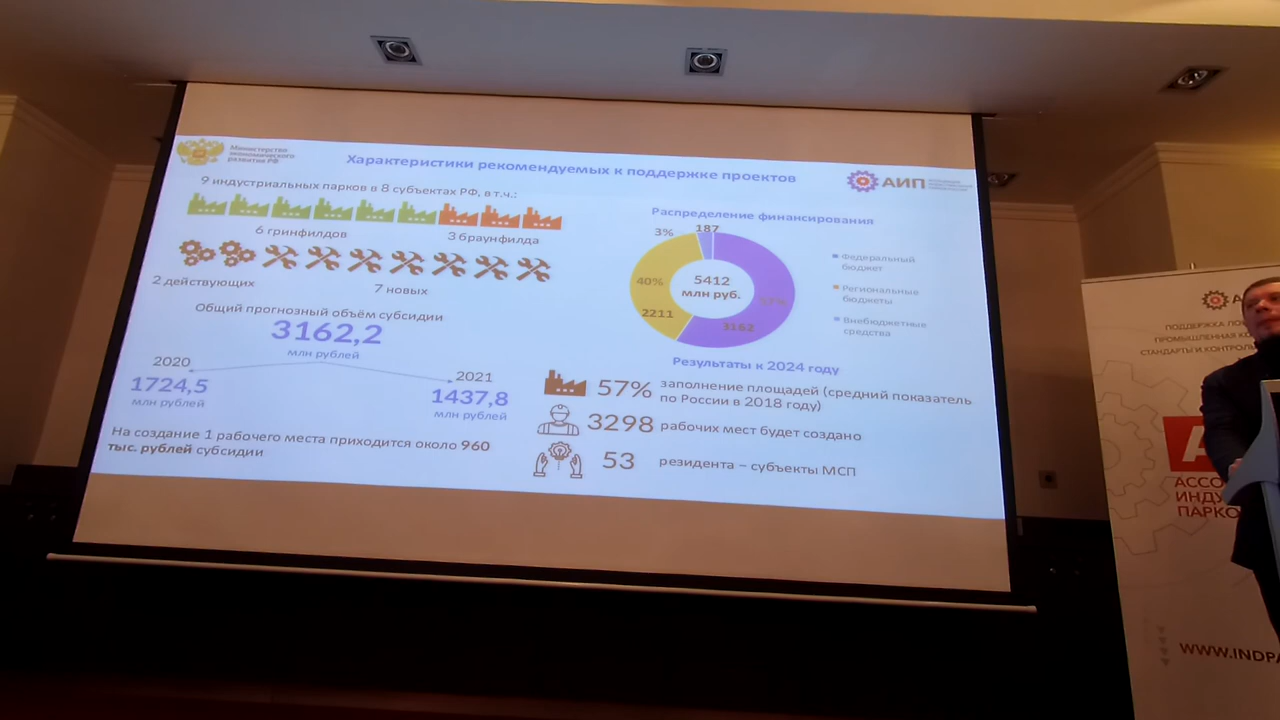 Министерство
экономического
развития РФ
Характеристики рекомендуемых к поддержке проектов
АИП
9 индустриальных парков в 8 субъектах РФ, в т.ч.:
6 гринфилдов
3 браунфилда
2 действующих
7 новых
Общий прогнозный объём субсидии
3162,2
млн рублей
2020
1724,5
млн рублей
2021
1437,8
млн рублей
На создание 1 рабочего места приходится около 960
тыс. рублей субсидии
Распределение финансирования
3%
187
40%
2211
5412
млн руб.
57%
3162
Федеральный
бюджет
Региональные
бюджеты
Внебюджетные
средства
Результаты к 2024 году
57% заполнение площадей (средний показатель
по России в 2018 году)
3298 рабочих мест будет создано
53 резидента – субъекты МСП
ПОДДЕРЖКА
ПРОМЫШЛЕННАЯ
СТАНДАРТЫ И